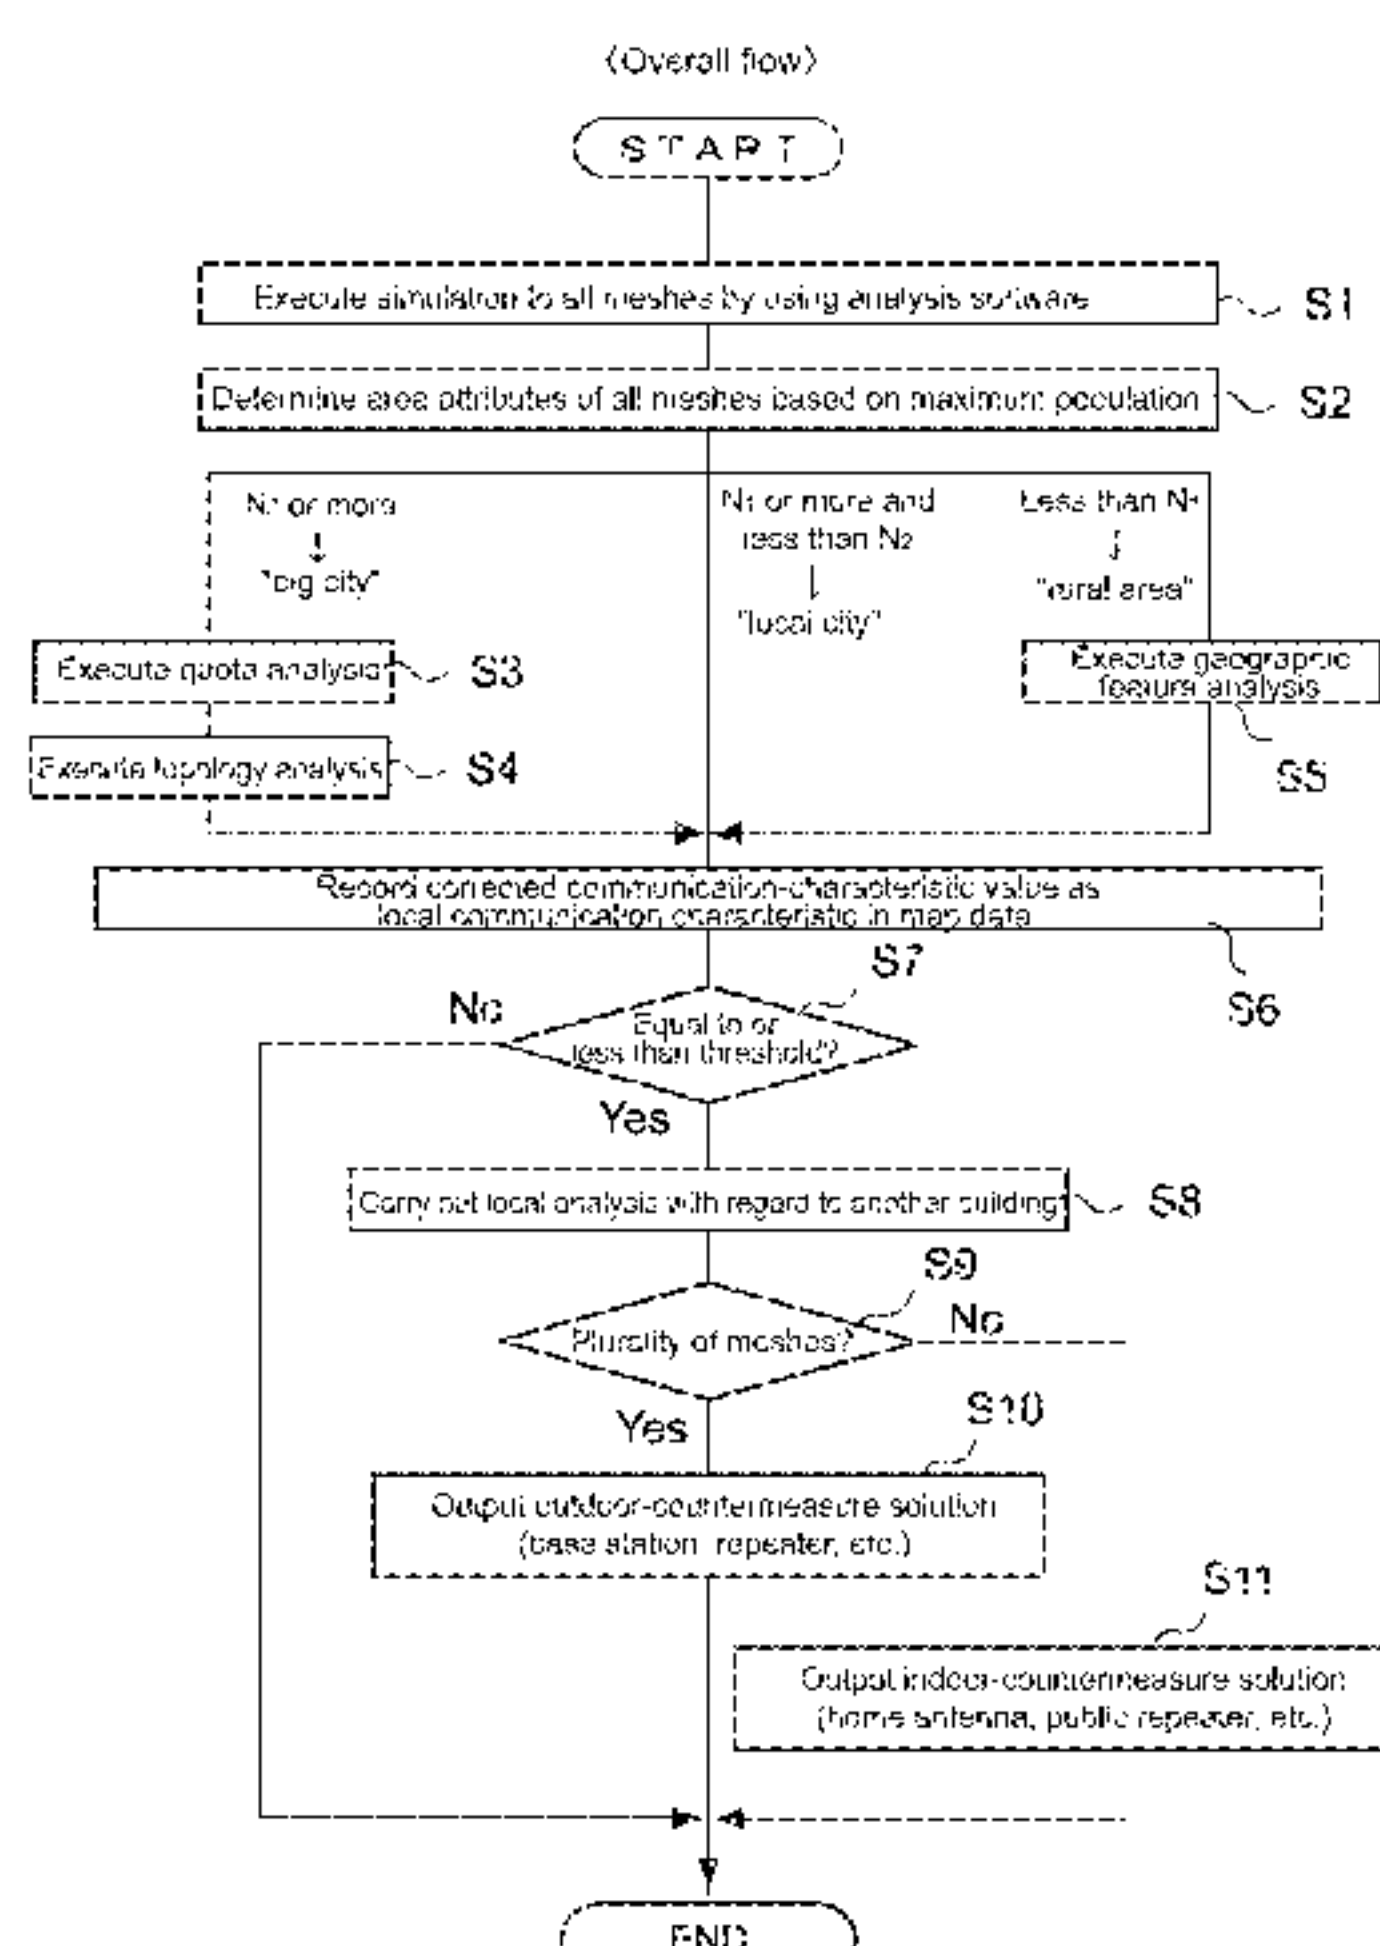 〈Overall flow〉
START
Execute simulation to all meshes by using analysis software
S1
Determine area attributes of all meshes based on maximum population
S2
N2 or more
↓
"big city"
N1 or more and
less than N2
↓
"local city"
Less than N1
↓
"rural area"
Execute quota analysis
S3
Execute topology analysis
S4
Execute geographic
feature analysis
S5
Record corrected communication-characteristic value as
local communication characteristic in map data
S6
S7
No
Equal to or
less than threshold?
Yes
Carry out local analysis with regard to another building
S8
S9
Plurality of meshes?
No
Yes
S10
Output outdoor-countermeasure solution
(base station, repeater, etc.)
S11
Output indoor-countermeasure solution
(home antenna, public repeater, etc.)
END